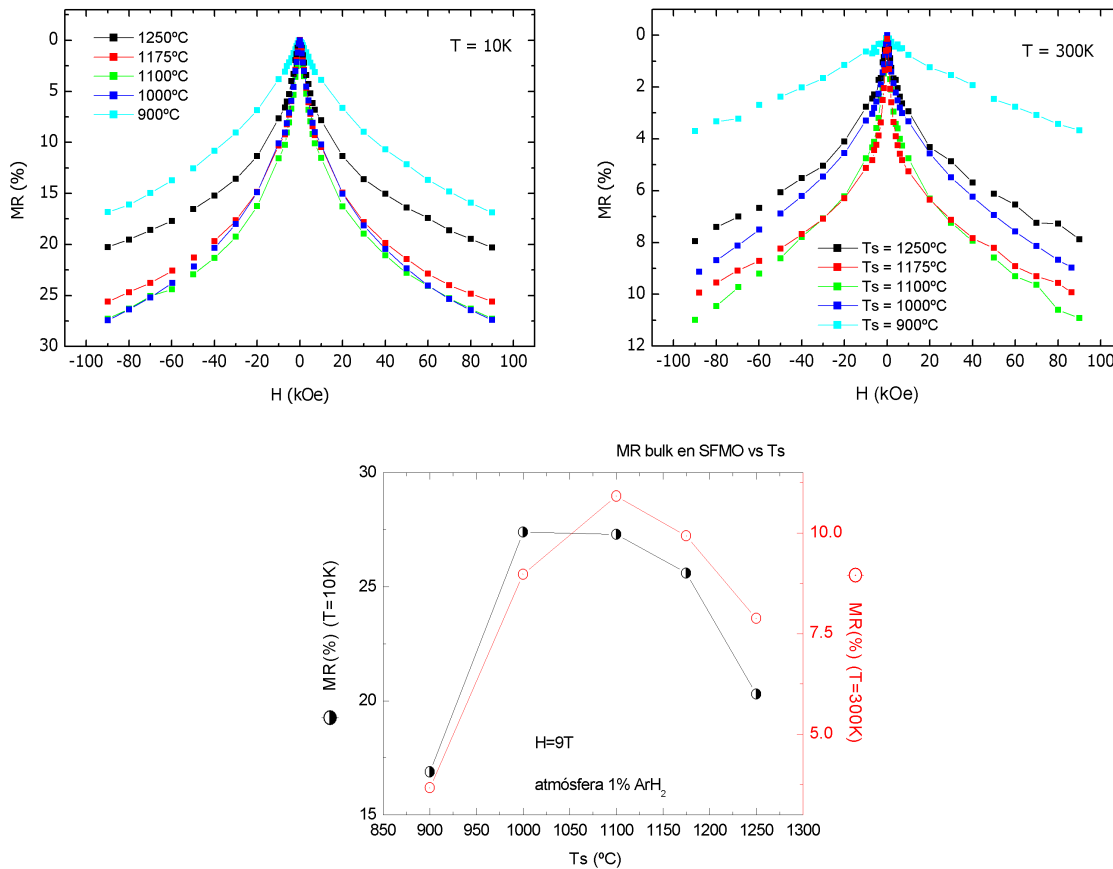 0
5
10
15
20
25
30
MR (%)
1250ºC
1175ºC
1100ºC
1000ºC
900ºC
T = 10K
-100 -80 -60 -40 -20 0 20 40 60 80 100
H (kOe)
0
2
4
6
8
10
12
MR (%)
T = 300K
Ts = 1250ºC
Ts = 1175ºC
Ts = 1100ºC
Ts = 1000ºC
Ts = 900ºC
-100 -80 -60 -40 -20 0 20 40 60 80 100
H (kOe)
MR bulk en SFMO vs Ts
30
25
20
15
MR(%) (T=10K)
10.0
7.5
5.0
MR(%) (T=300K)
H=9T
atmósfera 1% ArH₂
850 900 950 1000 1050 1100 1150 1200 1250 1300
Ts (ºC)